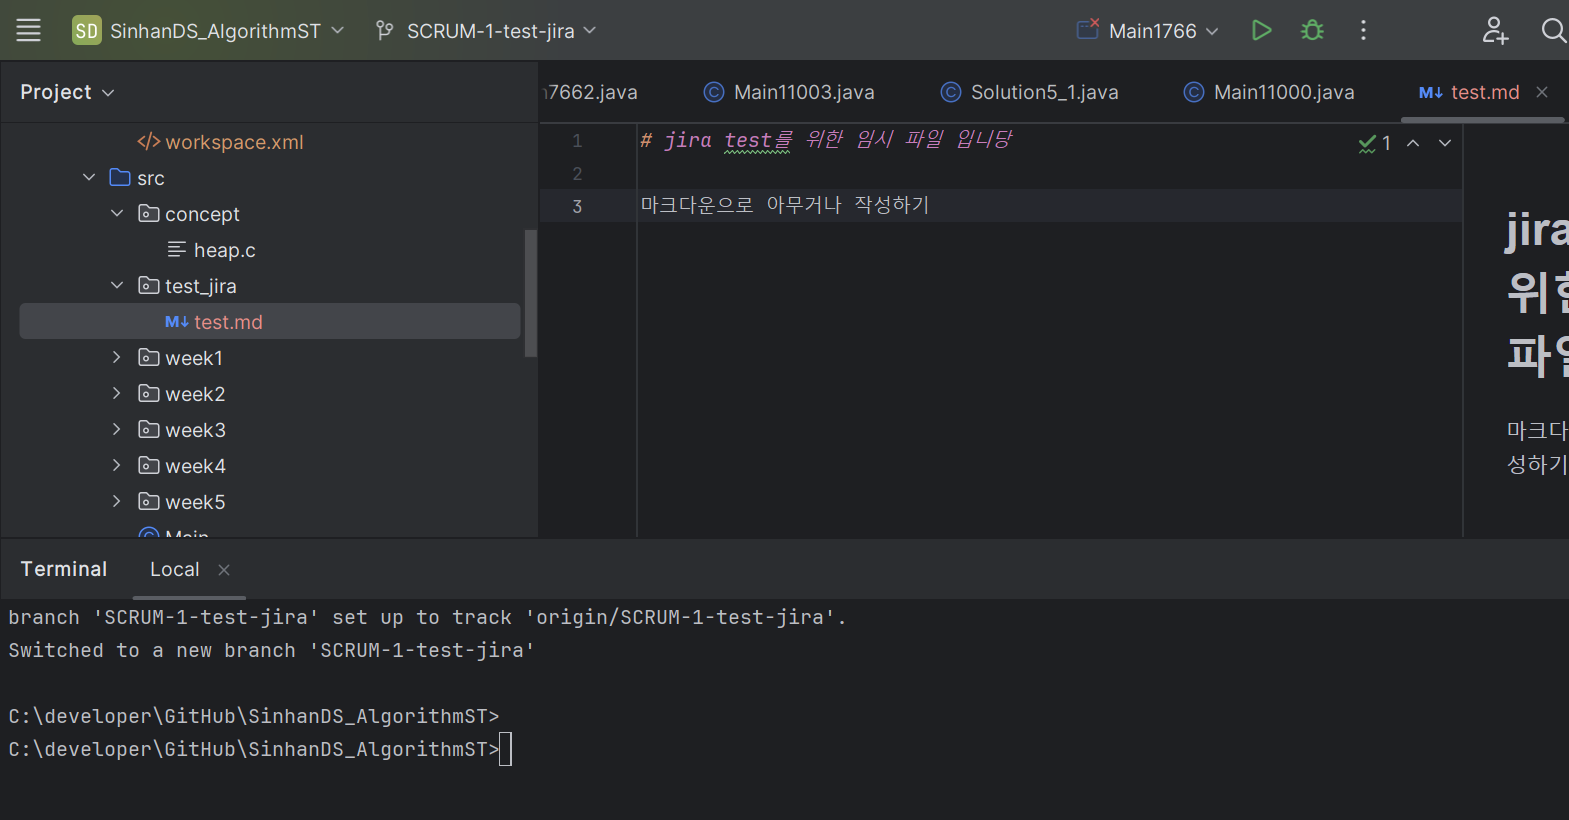 SD SinhanDS_AlgorithmST SCRUM-1-test-jira Main1766
Project
7662.java Main11003.java Solution5_1.java Main11000.java M↓ test.md
</> workspace.xml
src
concept
heap.c
test_jira
M↓ test.md
week1
week2
week3
week4
week5
Main
1 # jira test를 위한 임시 파일 입니당
1
2
3 마크다운으로 아무거나 작성하기
jira
위한
파일
마크다
성하기
Terminal Local
branch 'SCRUM-1-test-jira' set up to track 'origin/SCRUM-1-test-jira'.
Switched to a new branch 'SCRUM-1-test-jira'
C:\developer\GitHub\SinhanDS_AlgorithmST>
C:\developer\GitHub\SinhanDS_AlgorithmST>